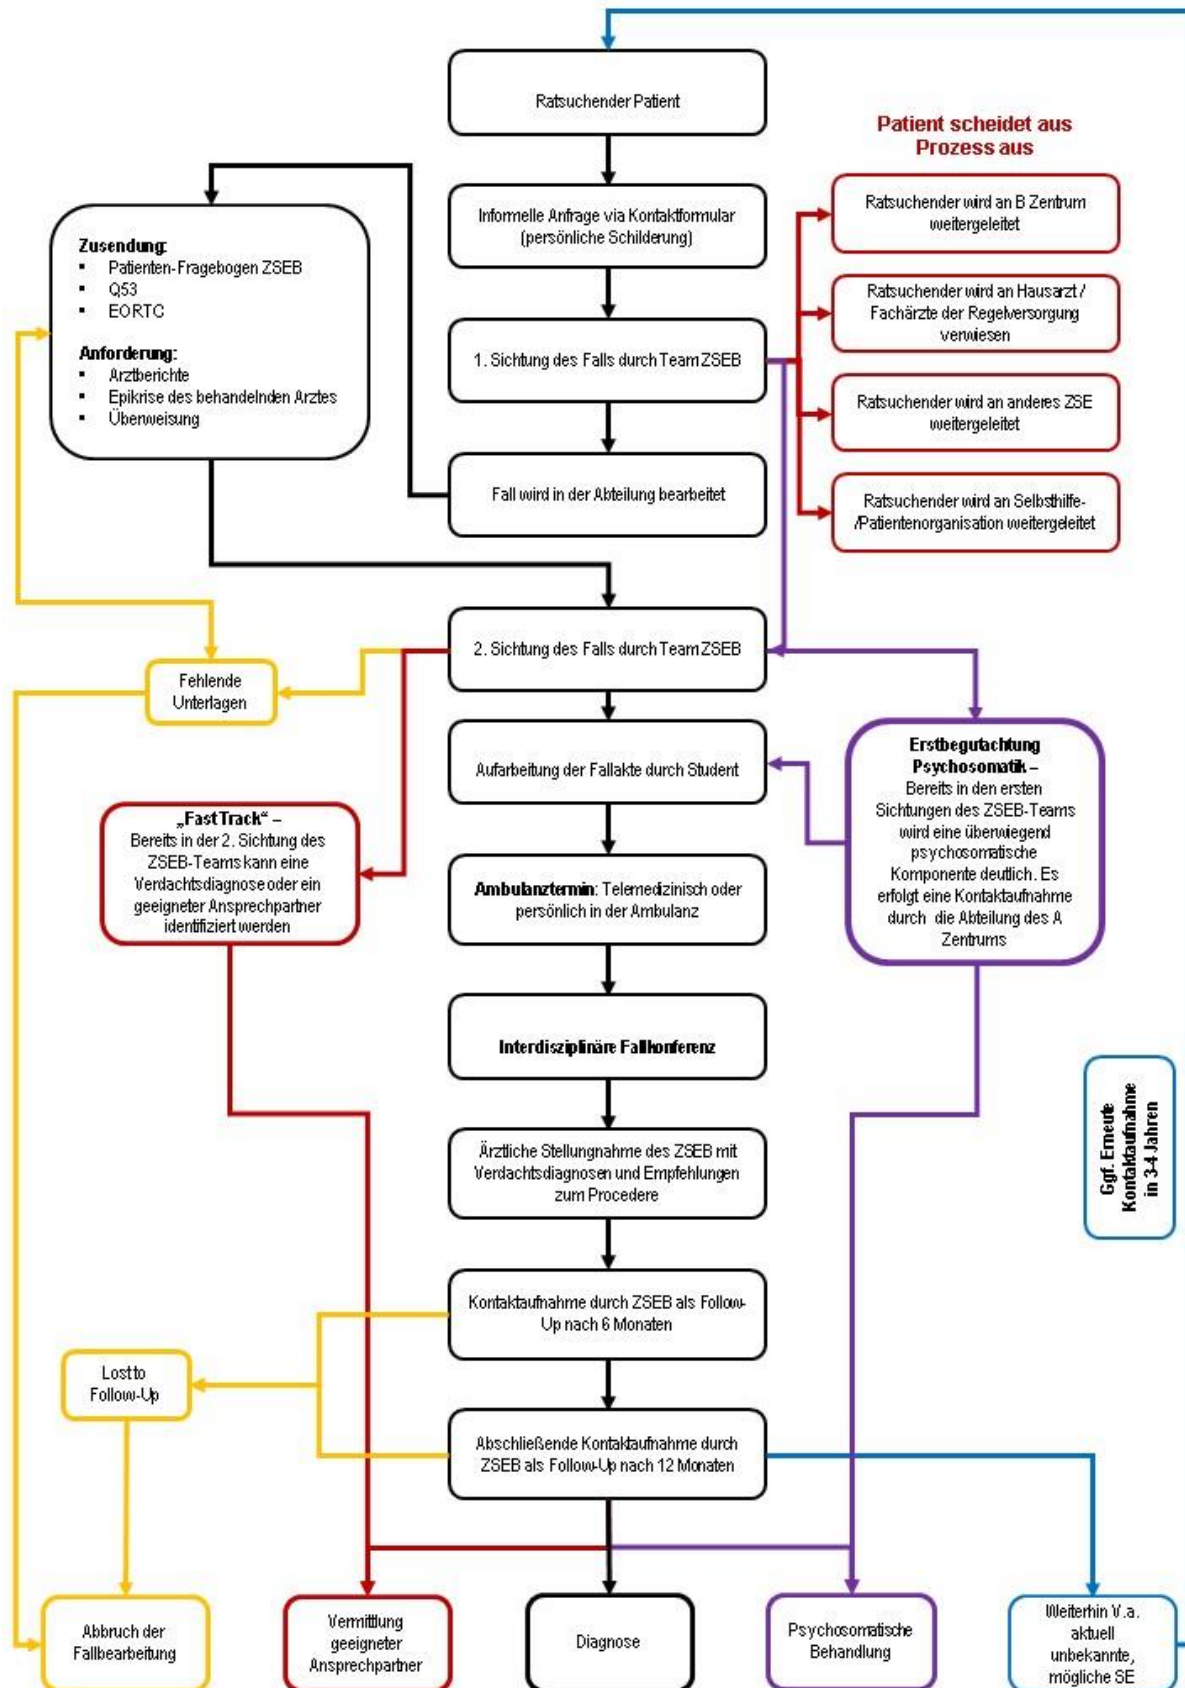 Ratsuchender Patient
Patient scheidet aus
Prozess aus
Informelle Anfrage via Kontaktformular
(persönliche Schilderung)
Ratsuchender wird an B Zentrum
weitergeleitet
Zusendung:
▪ Patienten-Fragebogen ZSEB
▪ Q53
▪ EORTC
Anforderung:
▪ Arztberichte
▪ Epikrise des behandelnden Arztes
▪ Überweisung
Ratsuchender wird an Hausarzt /
Fachärzte der Regelversorgung
verwiesen
1. Sichtung des Falls durch Team ZSEB
Ratsuchender wird an anderes ZSE
weitergeleitet
Fall wird in der Abteilung bearbeitet
Ratsuchender wird an Selbsthilfe-
/Patientenorganisation weitergeleitet
2. Sichtung des Falls durch Team ZSEB
Fehlende
Unterlagen
Aufarbeitung der Fallakte durch Student
Erstbegutachtung
Psychosomatik –
Bereits in den ersten
Sichtungen des ZSEB-Teams
wird eine überwiegend
psychosomatische
Komponente deutlich. Es
erfolgt eine Kontaktaufnahme
durch die Abteilung des A
Zentrums
„Fast Track“ –
Bereits in der 2. Sichtung des
ZSEB-Teams kann eine
Verdachtsdiagnose oder ein
geeigneter Ansprechpartner
identifiziert werden
Ambulanztermin: Telemedizinisch oder
persönlich in der Ambulanz
Interdisziplinäre Fallkonferenz
Ggf. Erneute
Kontaktaufnahme
in 3-4 Jahren
Ärztliche Stellungnahme des ZSEB mit
Verdachtsdiagnosen und Empfehlungen
zum Procedere
Kontaktaufnahme durch ZSEB als Follow-
Up nach 6 Monaten
Lost to
Follow-Up
Abschließende Kontaktaufnahme durch
ZSEB als Follow-Up nach 12 Monaten
Abbruch der
Fallbearbeitung
Vermittlung
geeigneter
Ansprechpartner
Diagnose
Psychosomatische
Behandlung
Weiterhin V.a.
aktuell
unbekannte,
mögliche SE